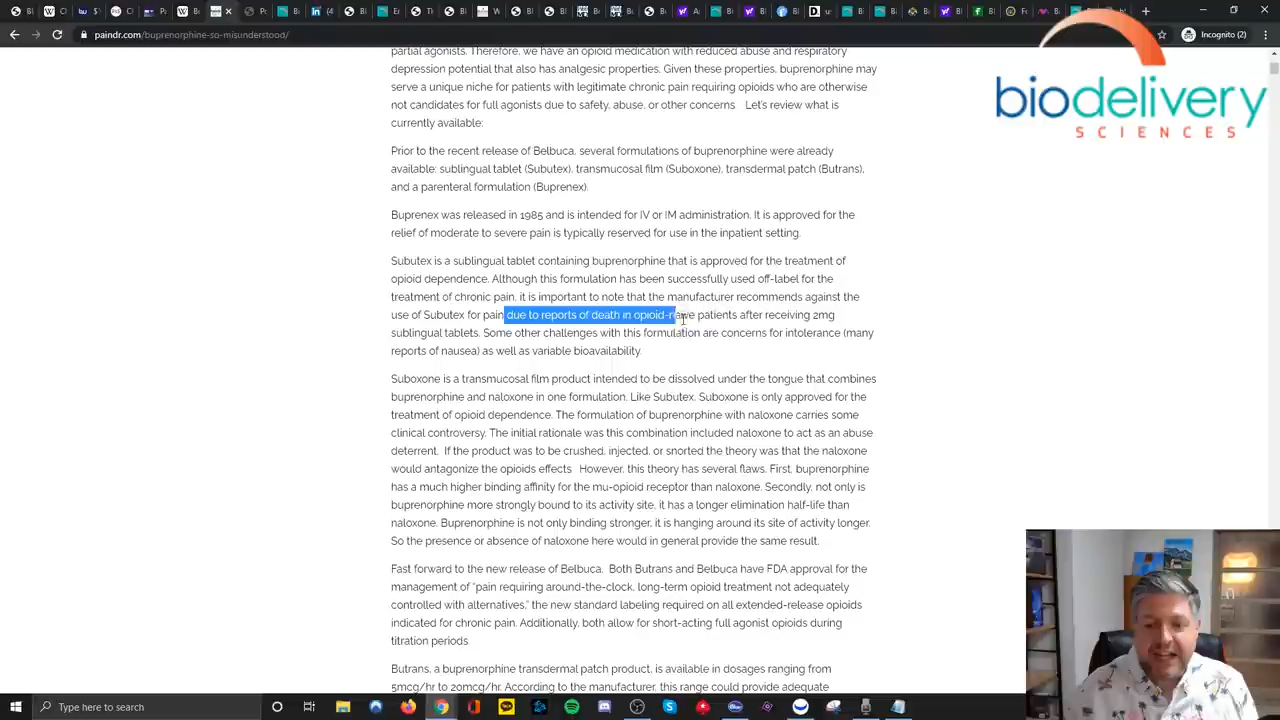 paindr.com/buprenorphine-so-misunderstood/
Incognito (2)
biodelivery
SCIENCES
partial agonists. Therefore, we have an opioid medication with reduced abuse and respiratory
depression potential that also has analgesic properties. Given these properties, buprenorphine may
serve a unique niche for patients with legitimate chronic pain requiring opioids who are otherwise
not candidates for full agonists due to safety, abuse, or other concerns. Let's review what is
currently available:
Prior to the recent release of Belbuca, several formulations of buprenorphine were already
available: sublingual tablet (Subutex), transmucosal film (Suboxone), transdermal patch (Butrans),
and a parenteral formulation (Buprenex).
Buprenex was released in 1985 and is intended for IV or IM administration. It is approved for the
relief of moderate to severe pain is typically reserved for use in the inpatient setting.
Subutex is a sublingual tablet containing buprenorphine that is approved for the treatment of
opioid dependence. Although this formulation has been successfully used off-label for the
treatment of chronic pain, it is important to note that the manufacturer recommends against the
use of Subutex for pain due to reports of death in opioid-naive patients after receiving 2mg
sublingual tablets. Some other challenges with this formulation are concerns for intolerance (many
reports of nausea) as well as variable bioavailability.
Suboxone is a transmucosal film product intended to be dissolved under the tongue that combines
buprenorphine and naloxone in one formulation. Like Subutex, Suboxone is only approved for the
treatment of opioid dependence. The formulation of buprenorphine with naloxone carries some
clinical controversy. The initial rationale was this combination included naloxone to act as an abuse
deterrent. If the product was to be crushed, injected, or snorted the theory was that the naloxone
would antagonize the opioids effects. However, this theory has several flaws. First, buprenorphine
has a much higher binding affinity for the mu-opioid receptor than naloxone. Secondly, not only is
buprenorphine more strongly bound to its activity site, it has a longer elimination half-life than
naloxone. Buprenorphine is not only binding stronger, it is hanging around its site of activity longer.
So the presence or absence of naloxone here would in general provide the same result.
Fast forward to the new release of Belbuca. Both Butrans and Belbuca have FDA approval for the
management of "pain requiring around-the-clock, long-term opioid treatment not adequately
controlled with alternatives," the new standard labeling required on all extended-release opioids
indicated for chronic pain. Additionally, both allow for short-acting full agonist opioids during
titration periods
Butrans, a buprenorphine transdermal patch product, is available in dosages ranging from
5mcg/hr to 20mcg/hr. According to the manufacturer, this range could provide adequate
Type here to search